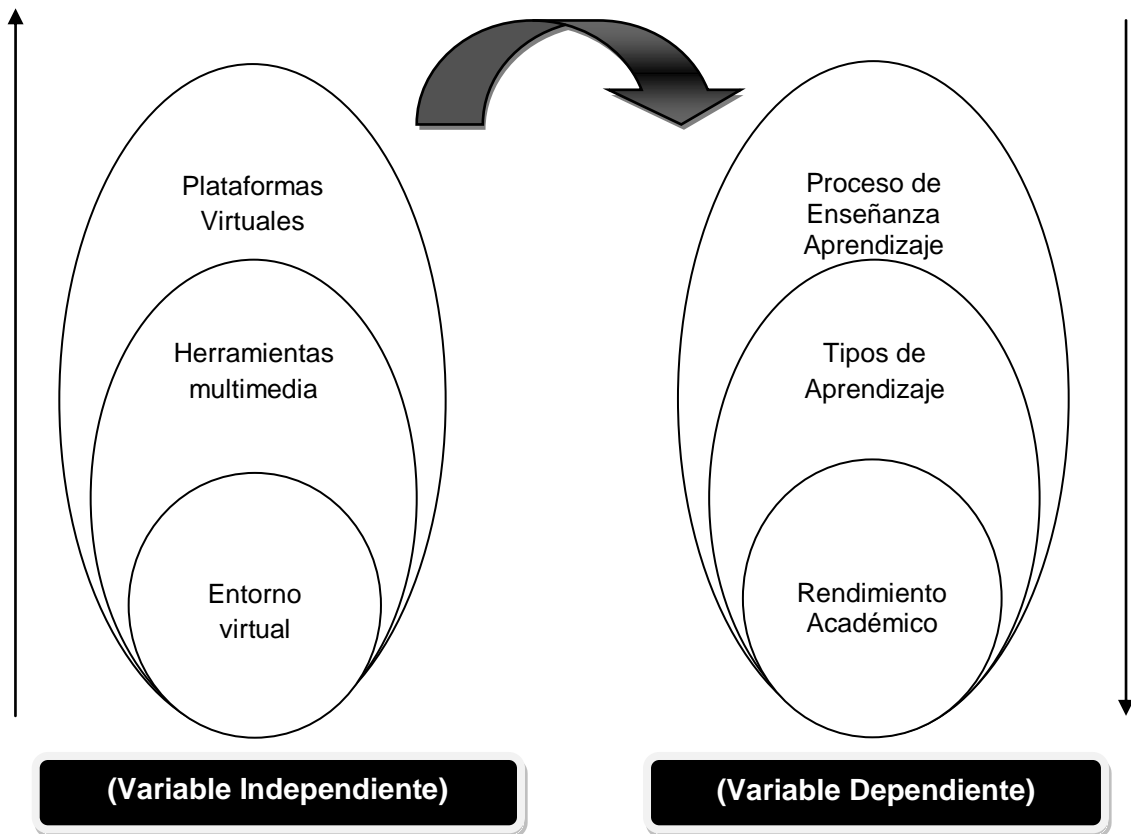 Plataformas
Virtuales
Herramientas
multimedia
Entorno
virtual
(Variable Independiente)
Proceso de
Enseñanza
Aprendizaje
Tipos de
Aprendizaje
Rendimiento
Académico
(Variable Dependiente)